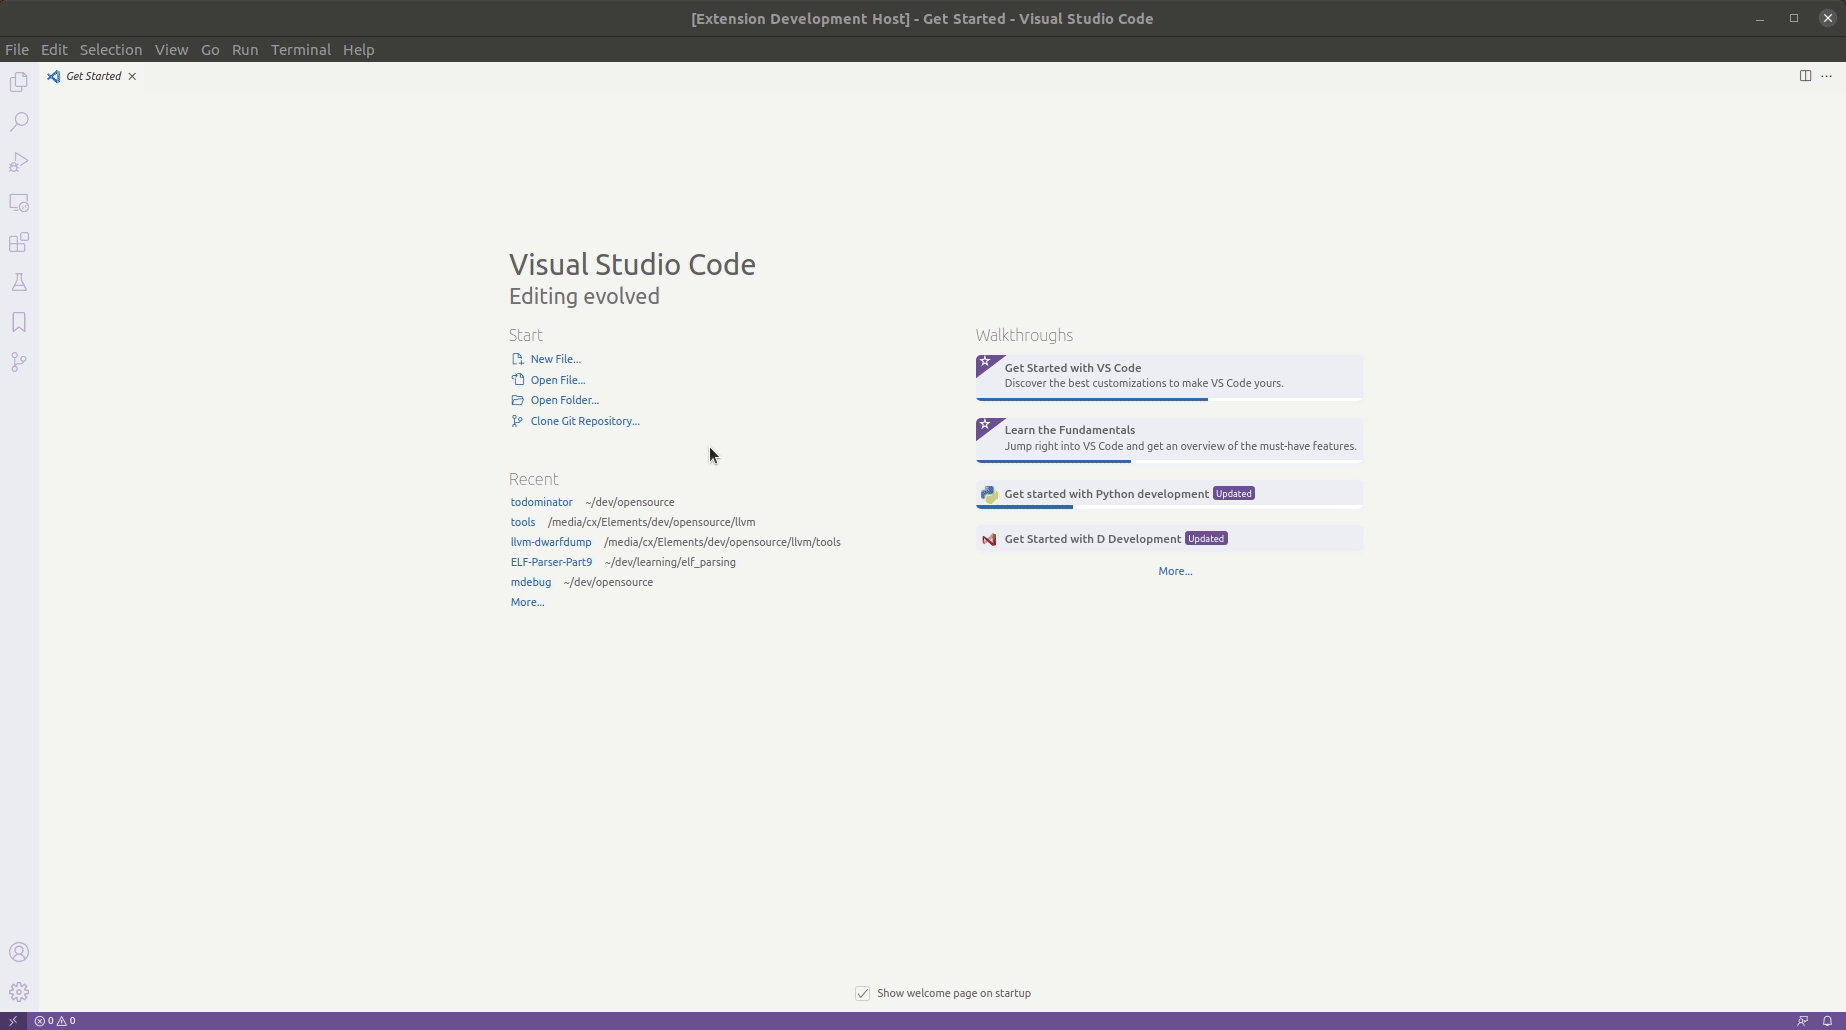 [Extension Development Host] - Get Started - Visual Studio Code
File Edit Selection View Go Run Terminal Help
Get Started
Visual Studio Code
Editing evolved
Start
New File...
Open File...
Open Folder...
Clone Git Repository...
Recent
todominator ~/dev/opensource
tools /media/cx/Elements/dev/opensource/llvm
llvm-dwarfdump /media/cx/Elements/dev/opensource/llvm/tools
ELF-Parser-Part9 ~/dev/learning/elf_parsing
mdebug ~/dev/opensource
More...
Walkthroughs
Get Started with VS Code
Discover the best customizations to make VS Code yours.
Learn the Fundamentals
Jump right into VS Code and get an overview of the must-have features.
Get started with Python development Updated
Get Started with D Development Updated
More...
Show welcome page on startup
0 0